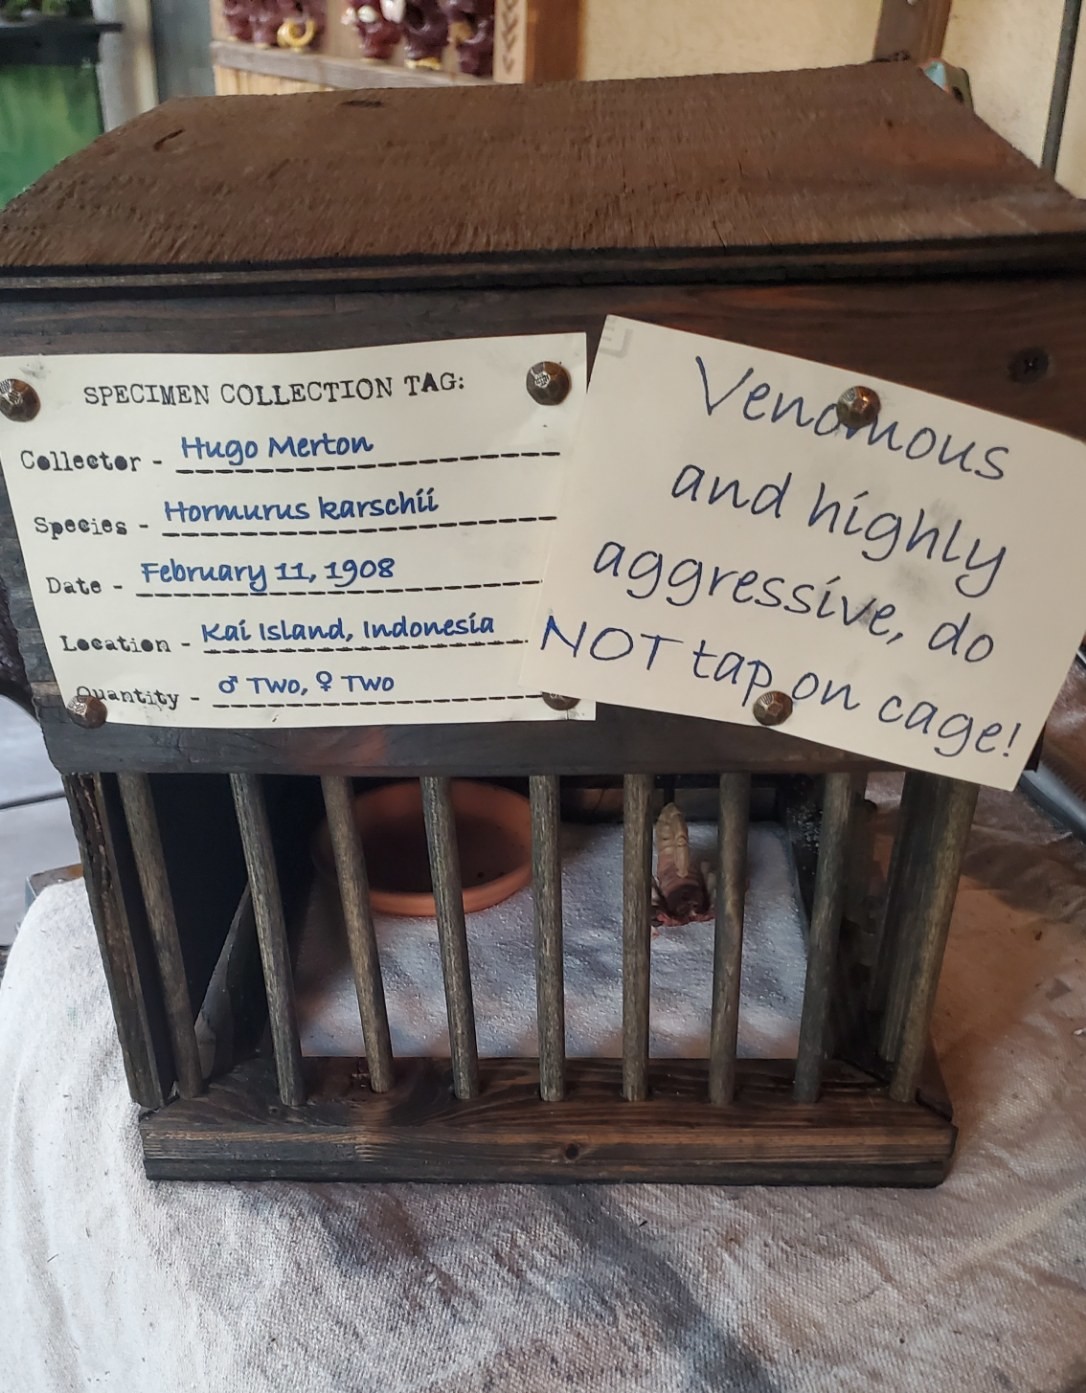 SPECIMEN COLLECTION TAG:
Collector - Hugo Merton
Species - Hormurus karschii
Date - February 11, 1908
Location - Kai Island, Indonesia
Quantity - ♂ Two, ♀ Two
Venomous
and highly
aggressive, do
NOT tap on cage!